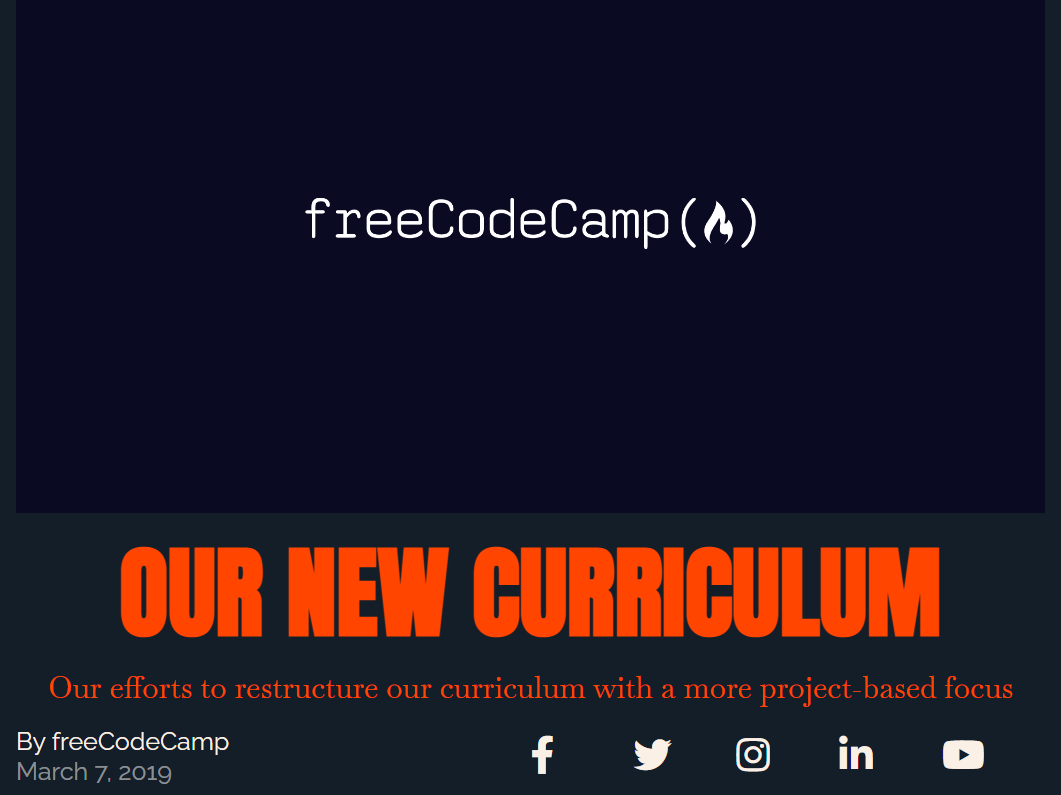 freeCodeCamp()
OUR NEW CURRICULUM
Our efforts to restructure our curriculum with a more project-based focus
By freeCodeCamp
March 7, 2019